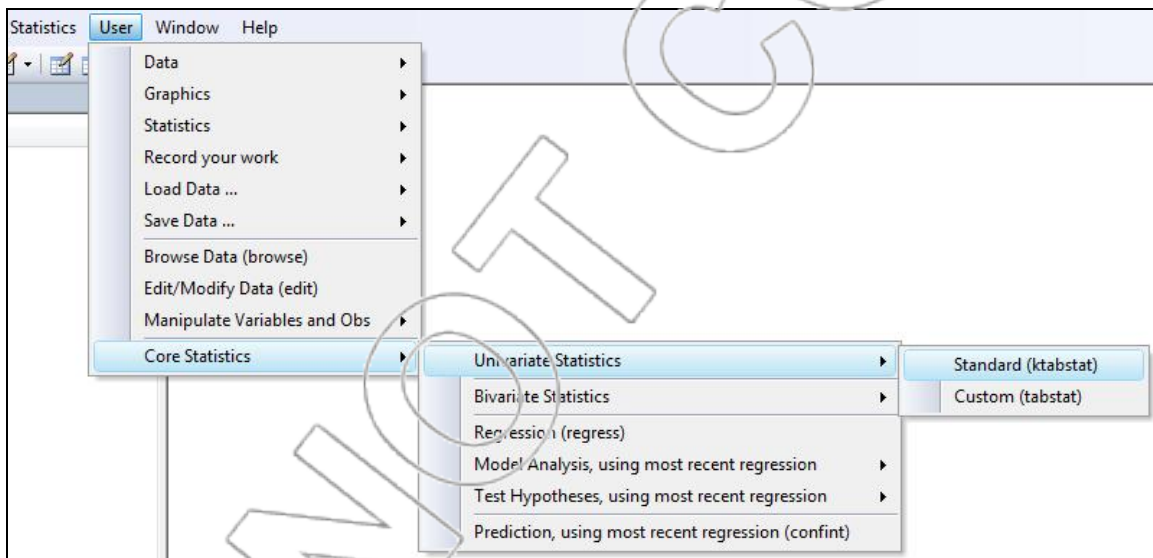 Statistics User Window Help
Data
Graphics
Statistics
Record your work
Load Data ...
Save Data ...
Browse Data (browse)
Edit/Modify Data (edit)
Manipulate Variables and Obs
Core Statistics
Univariate Statistics
Standard (ktabstat)
Custom (tabstat)
Bivariate Statistics
Regression (regress)
Model Analysis, using most recent regression
Test Hypotheses, using most recent regression
Prediction, using most recent regression (confint)
NOT C